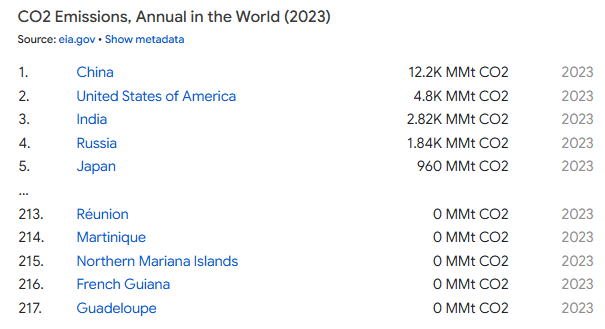 CO2 Emissions, Annual in the World (2023)
Source: eia.gov • Show metadata
1. China 12.2K MMt CO2 2023
2. United States of America 4.8K MMt CO2 2023
3. India 2.82K MMt CO2 2023
4. Russia 1.84K MMt CO2 2023
5. Japan 960 MMt CO2 2023
...
213. Réunion 0 MMt CO2 2023
214. Martinique 0 MMt CO2 2023
215. Northern Mariana Islands 0 MMt CO2 2023
216. French Guiana 0 MMt CO2 2023
217. Guadeloupe 0 MMt CO2 2023